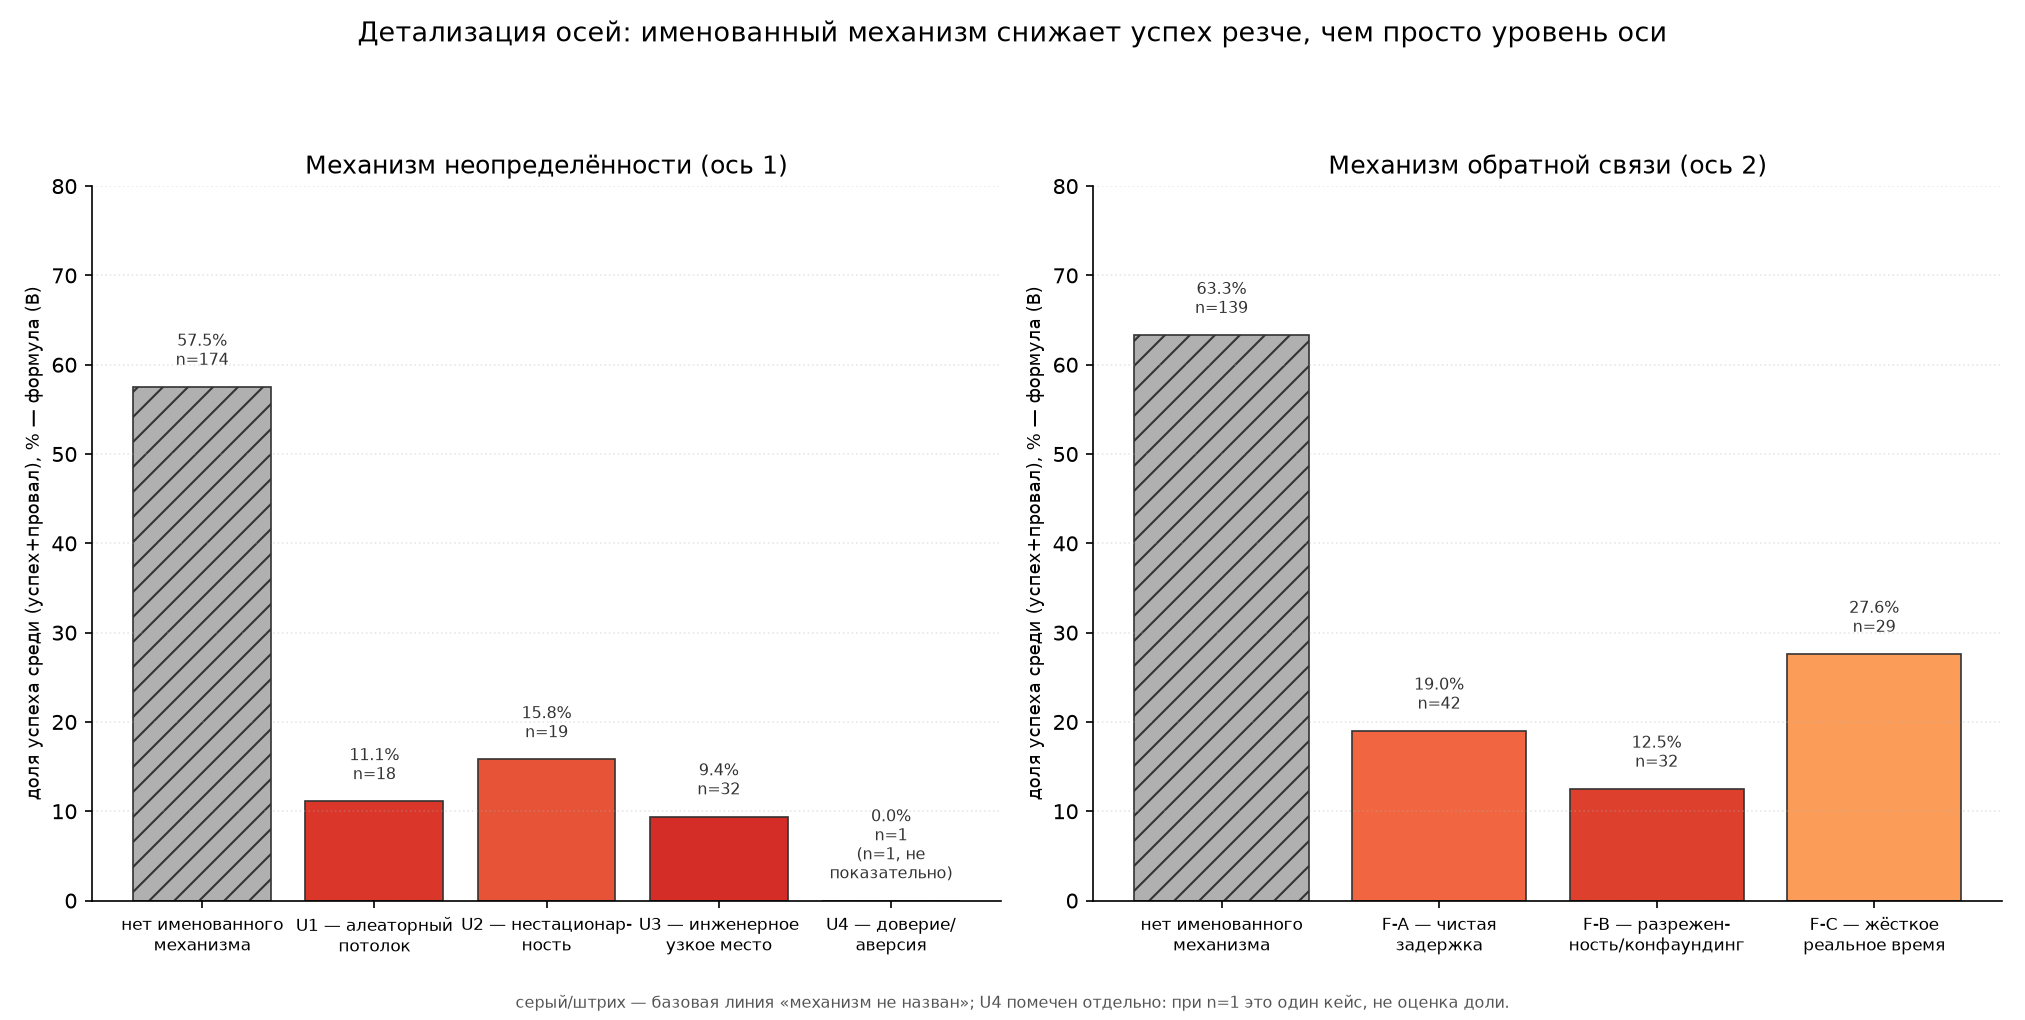 Детализация осей: именованный механизм снижает успех резче, чем просто уровень оси
Механизм неопределённости (ось 1)
доля успеха среди (успех+провал), % — формула (B)
80
70
60
50
40
30
20
10
0
57.5%
n=174
11.1%
n=18
15.8%
n=19
9.4%
n=32
0.0%
n=1
(n=1, не
показательно)
нет именованного
механизма
U1 — алеаторный
потолок
U2 — нестационар-
ность
U3 — инженерное
узкое место
U4 — доверие/
аверсия
Механизм обратной связи (ось 2)
доля успеха среди (успех+провал), % — формула (B)
80
70
60
50
40
30
20
10
0
63.3%
n=139
19.0%
n=42
12.5%
n=32
27.6%
n=29
нет именованного
механизма
F-A — чистая
задержка
F-B — разрежен-
ность/конфаундинг
F-C — жёсткое
реальное время
серый/штрих — базовая линия «механизм не назван»; U4 помечен отдельно: при n=1 это один кейс, не оценка доли.